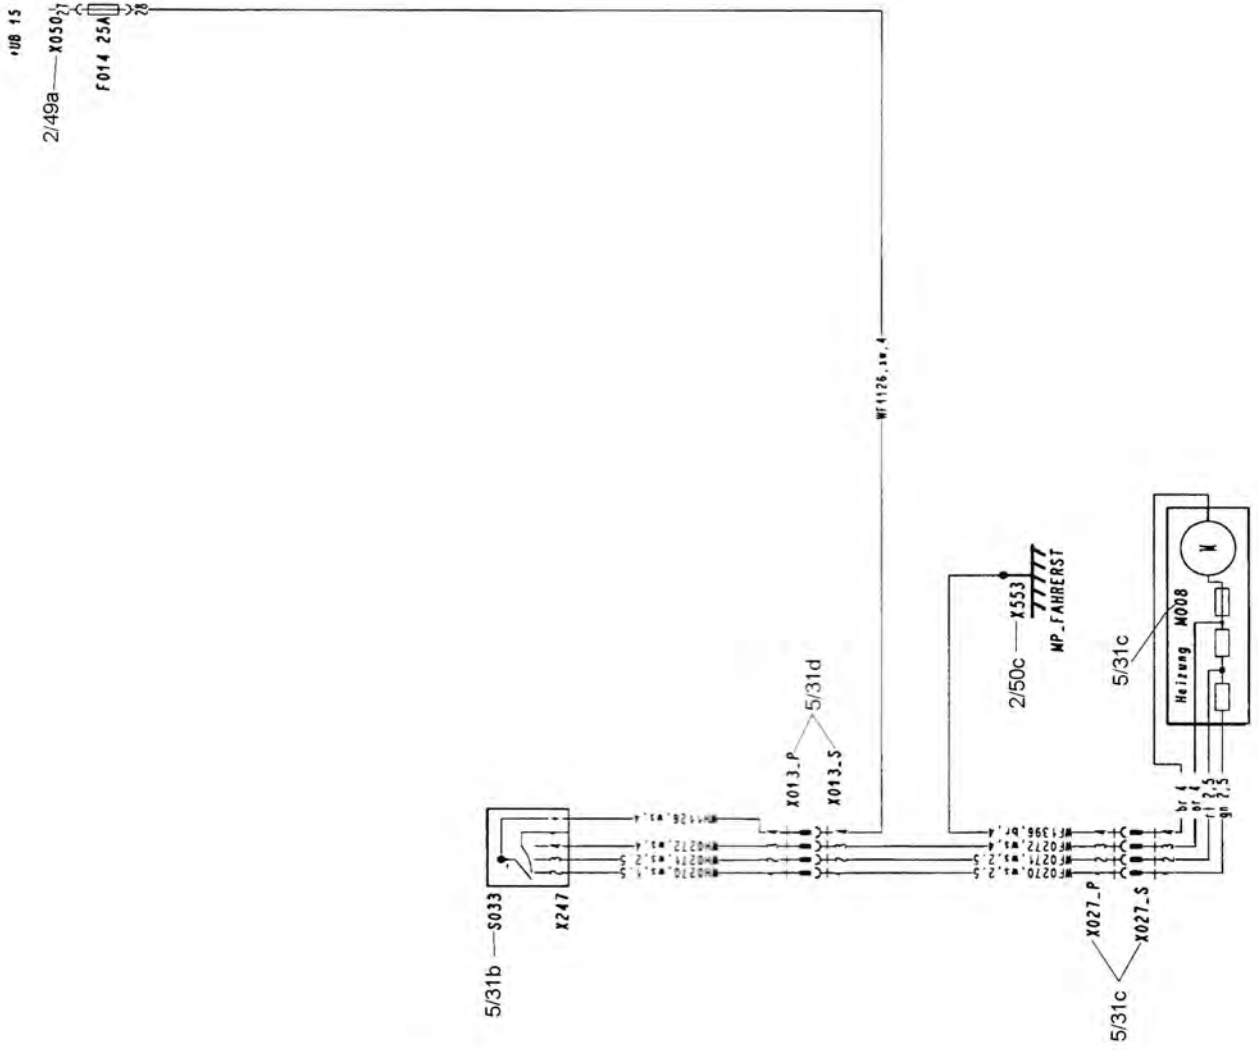 +UB 15
2/49a
X050
27
F014 25A
28
WF1126,sw,4
2/50c
X553
MP_FAHRERST
5/31c
Heizung M008
M
X013_P
X013_S
5/31d
br 4
or 4
rt 2,5
gn 2,5
WH1126,ws,4
WH0272,ws,4
WH0271,ws,2.5
WH0270,ws,1.5
WF1396,br,4
WF0272,ws,4
WF0271,ws,2.5
WF0270,ws,2.5
5/31b
S033
X247
X027_P
X027_S
5/31c